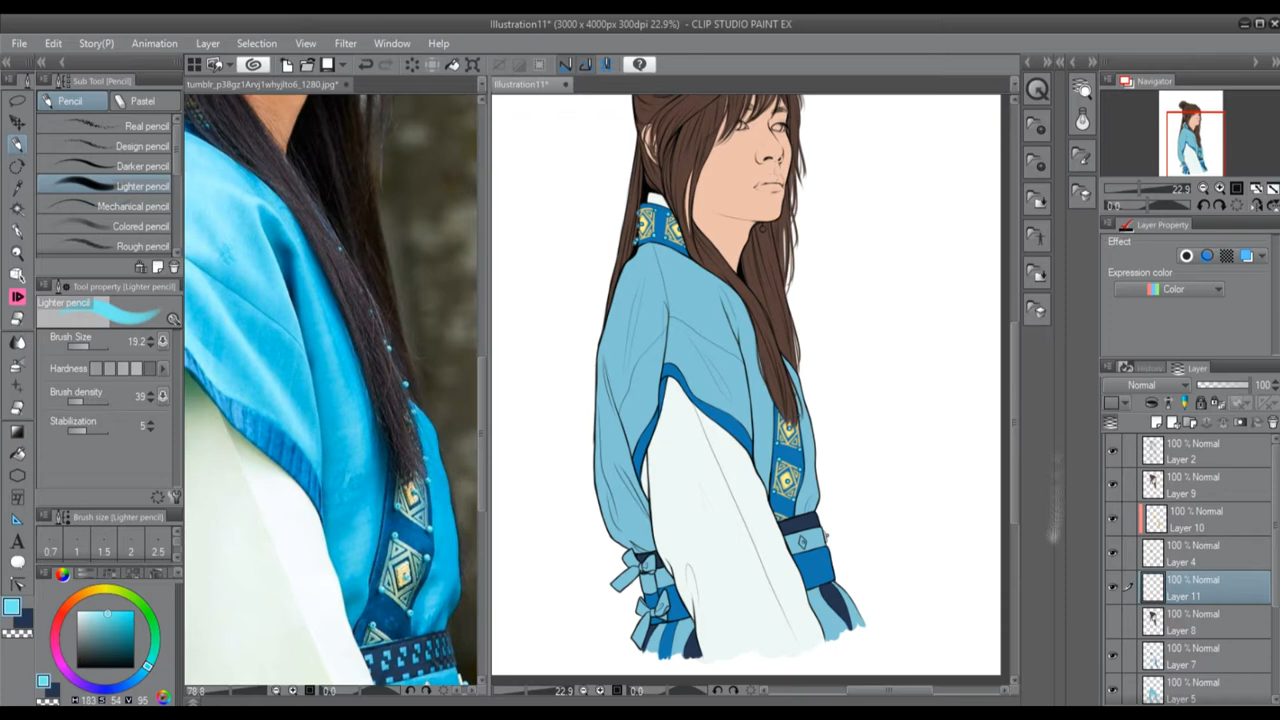 Illustration11* (3000 x 4000px 300dpi 22.9%) - CLIP STUDIO PAINT EX
File Edit Story(P) Animation Layer Selection View Filter Window Help
Sub Tool [Pencil]
tumblr_p38gz1Arvj1whyjlto6_1280.jpg*
Illustration11*
Navigator
Pencil
Pastel
Real pencil
Design pencil
Darker pencil
Lighter pencil
Mechanical pencil
Colored pencil
Rough pencil
22.9
0.0
Layer Property
Effect
Expression color
Color
Tool property [Lighter pencil]
Lighter pencil
Brush Size 19.2
Hardness
Brush density 39
Stabilization 5
History Layer
Normal 100
Brush size [Lighter pencil]
0.7 1 1.5 2 2.5
100 % Normal
Layer 2
100 % Normal
Layer 9
100 % Normal
Layer 10
100 % Normal
Layer 4
100 % Normal
Layer 11
100 % Normal
Layer 8
100 % Normal
Layer 7
100 % Normal
Layer 5
H 183 S 54 V 95
78.8 0.0
22.9 0.0